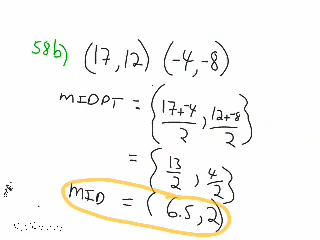 58b) (17, 12) (-4, -8)
MIDPT = {17+-4/2, 12+-8/2}
= {13/2, 4/2}
MID = (6.5, 2)